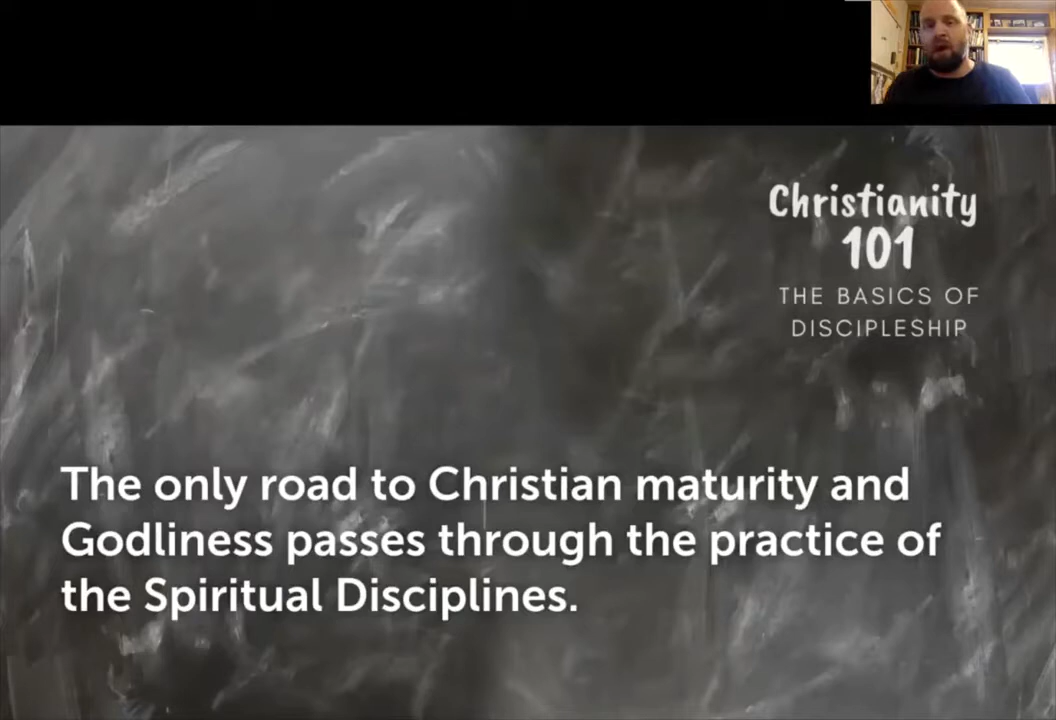 Christianity
101
THE BASICS OF
DISCIPLESHIP
The only road to Christian maturity and
Godliness passes through the practice of
the Spiritual Disciplines.